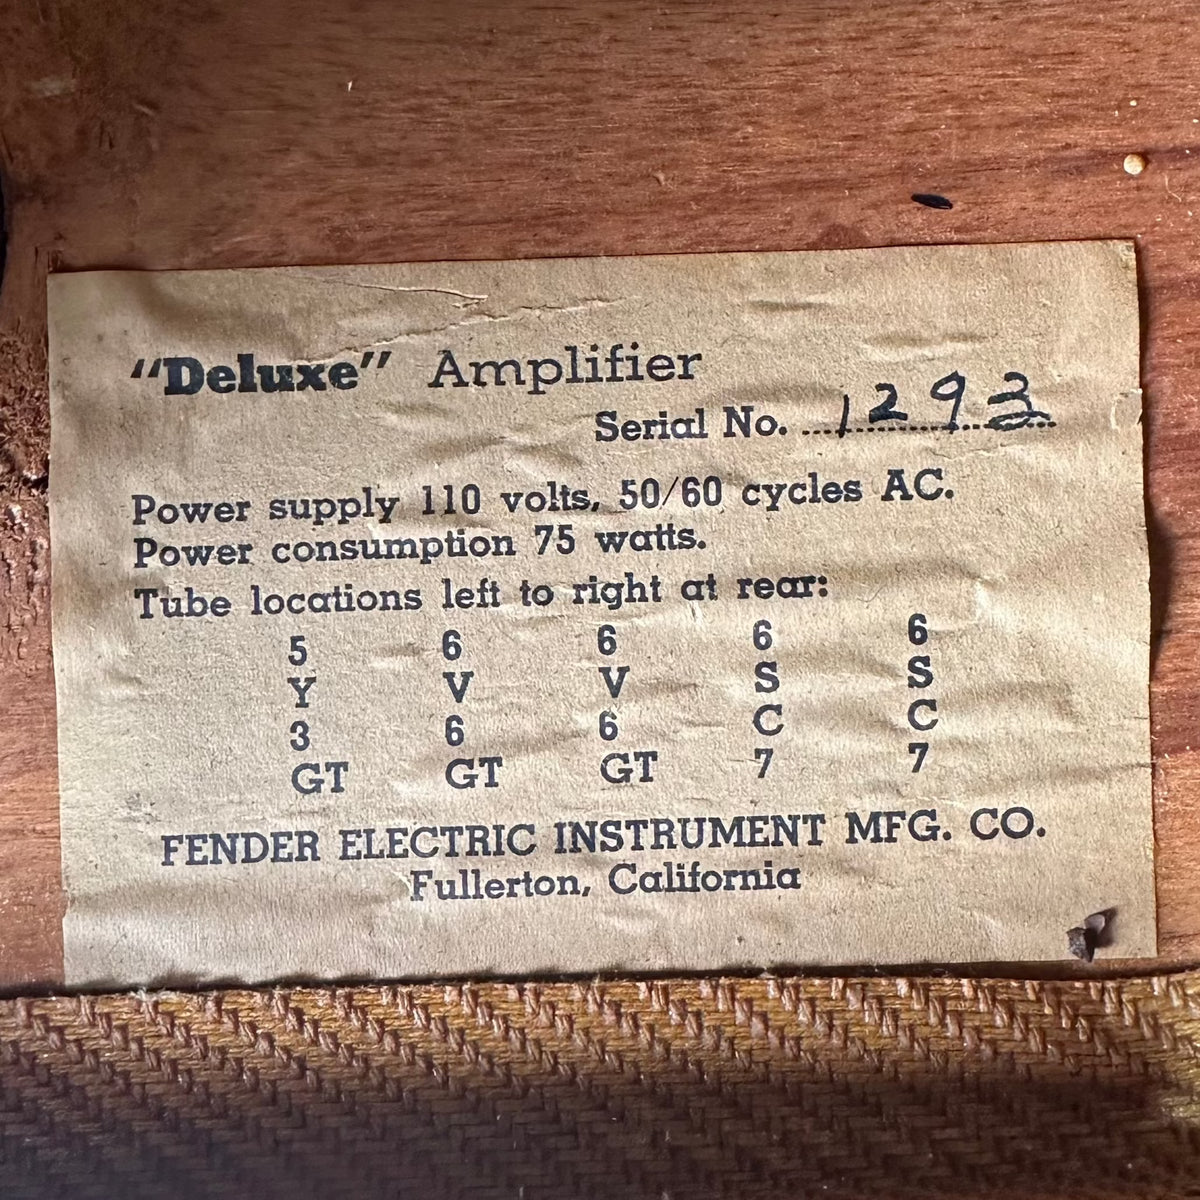 "Deluxe" Amplifier
Serial No. 1293
Power supply 110 volts, 50/60 cycles AC.
Power consumption 75 watts.
Tube locations left to right at rear:
5 6 6 6 6
Y V V S S
3 6 6 C C
GT GT GT 7 7
FENDER ELECTRIC INSTRUMENT MFG. CO.
Fullerton, California